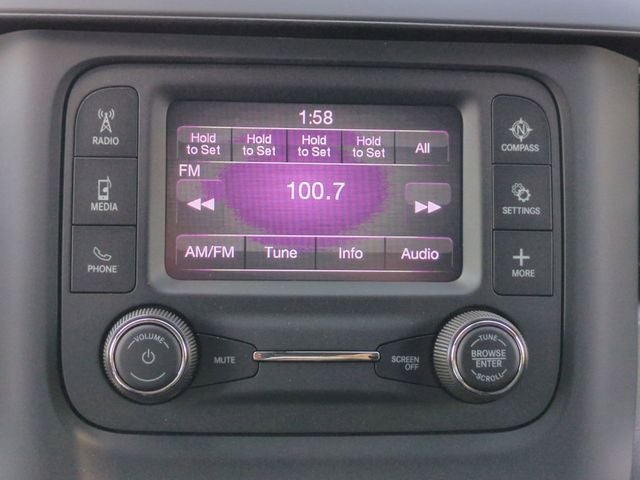 1:58
Hold to Set
Hold to Set
Hold to Set
Hold to Set
All
FM
100.7
AM/FM
Tune
Info
Audio
RADIO
MEDIA
PHONE
N
COMPASS
SETTINGS
MORE
VOLUME
MUTE
SCREEN
OFF
TUNE
BROWSE
ENTER
SCROLL